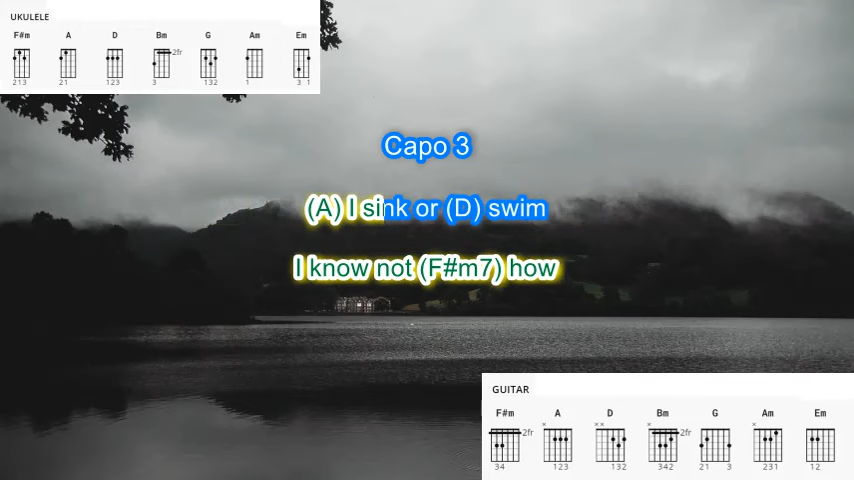 UKULELE
F#m A D Bm G Am Em
2fr
213 21 123 3 132 1 3 1
Capo 3
(A) I sink or (D) swim
I know not (F#m7) how
GUITAR
F#m A D Bm G Am Em
x xx x x
2fr 2fr
34 123 132 342 21 3 231 12